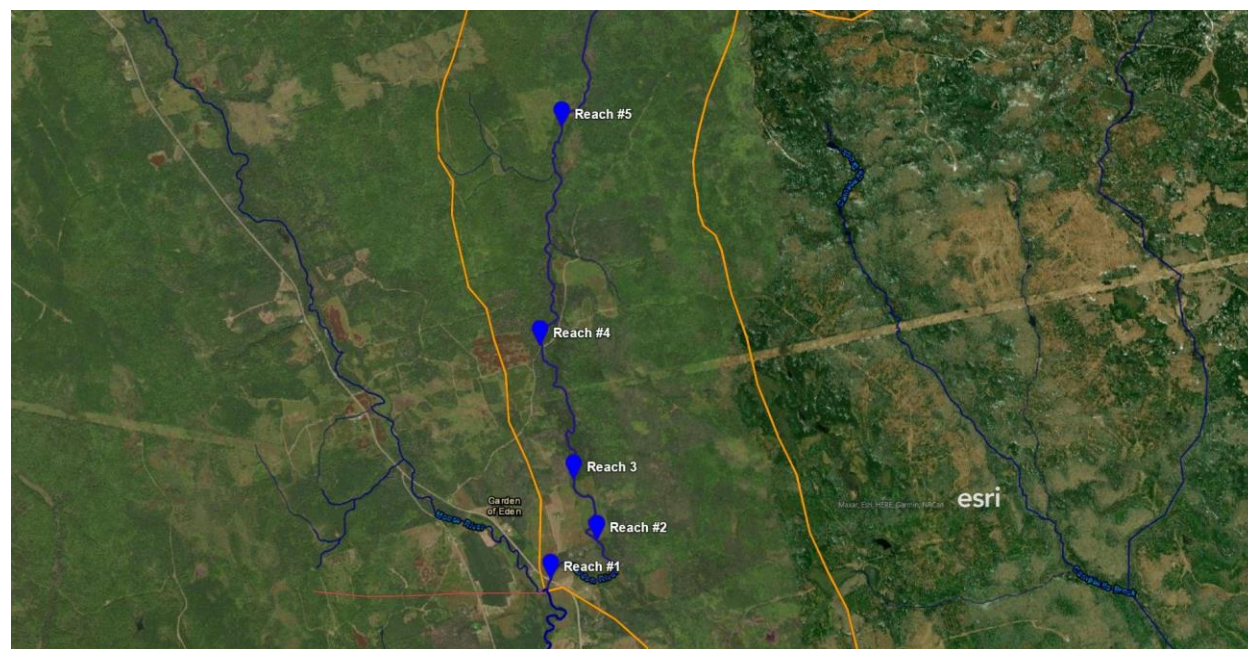 Reach #5
Reach #4
Reach 3
Garden
of Eden
esri
Maxar, Esri, HERE, Garmin, NRCan
Reach #2
Reach #1
River